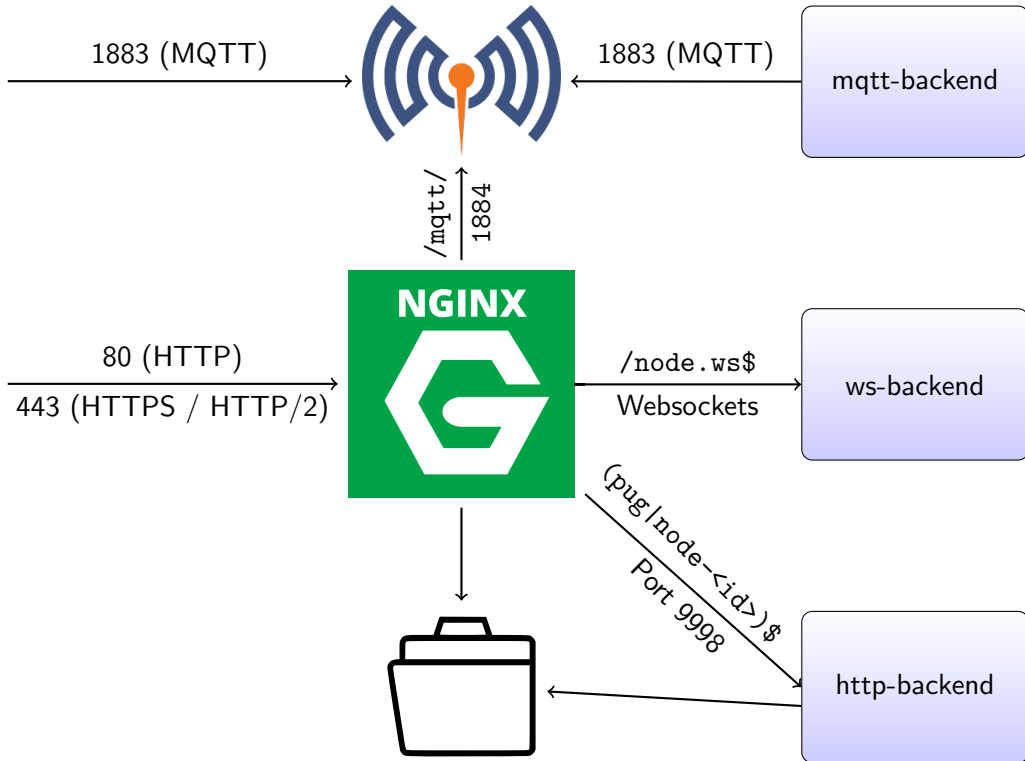 1883 (MQTT)
1883 (MQTT)
mqtt-backend
/mqtt/
1884
NGINX
80 (HTTP)
443 (HTTPS / HTTP/2)
/node.ws$
Websockets
ws-backend
(pug|node-<id>)$
Port 9998
http-backend